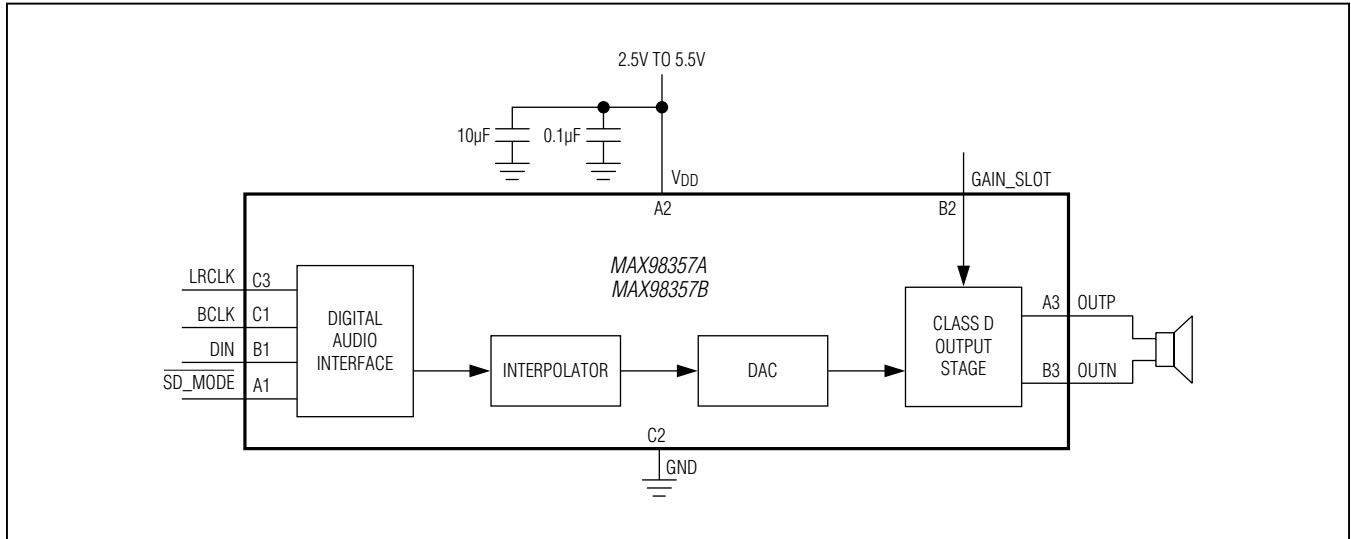 2.5V TO 5.5V
10µF
0.1µF
VDD
GAIN_SLOT
A2
B2
MAX98357A
MAX98357B
LRCLK
C3
BCLK
C1
DIN
B1
SD_MODE
A1
DIGITAL
AUDIO
INTERFACE
INTERPOLATOR
DAC
CLASS D
OUTPUT
STAGE
A3
OUTP
B3
OUTN
C2
GND